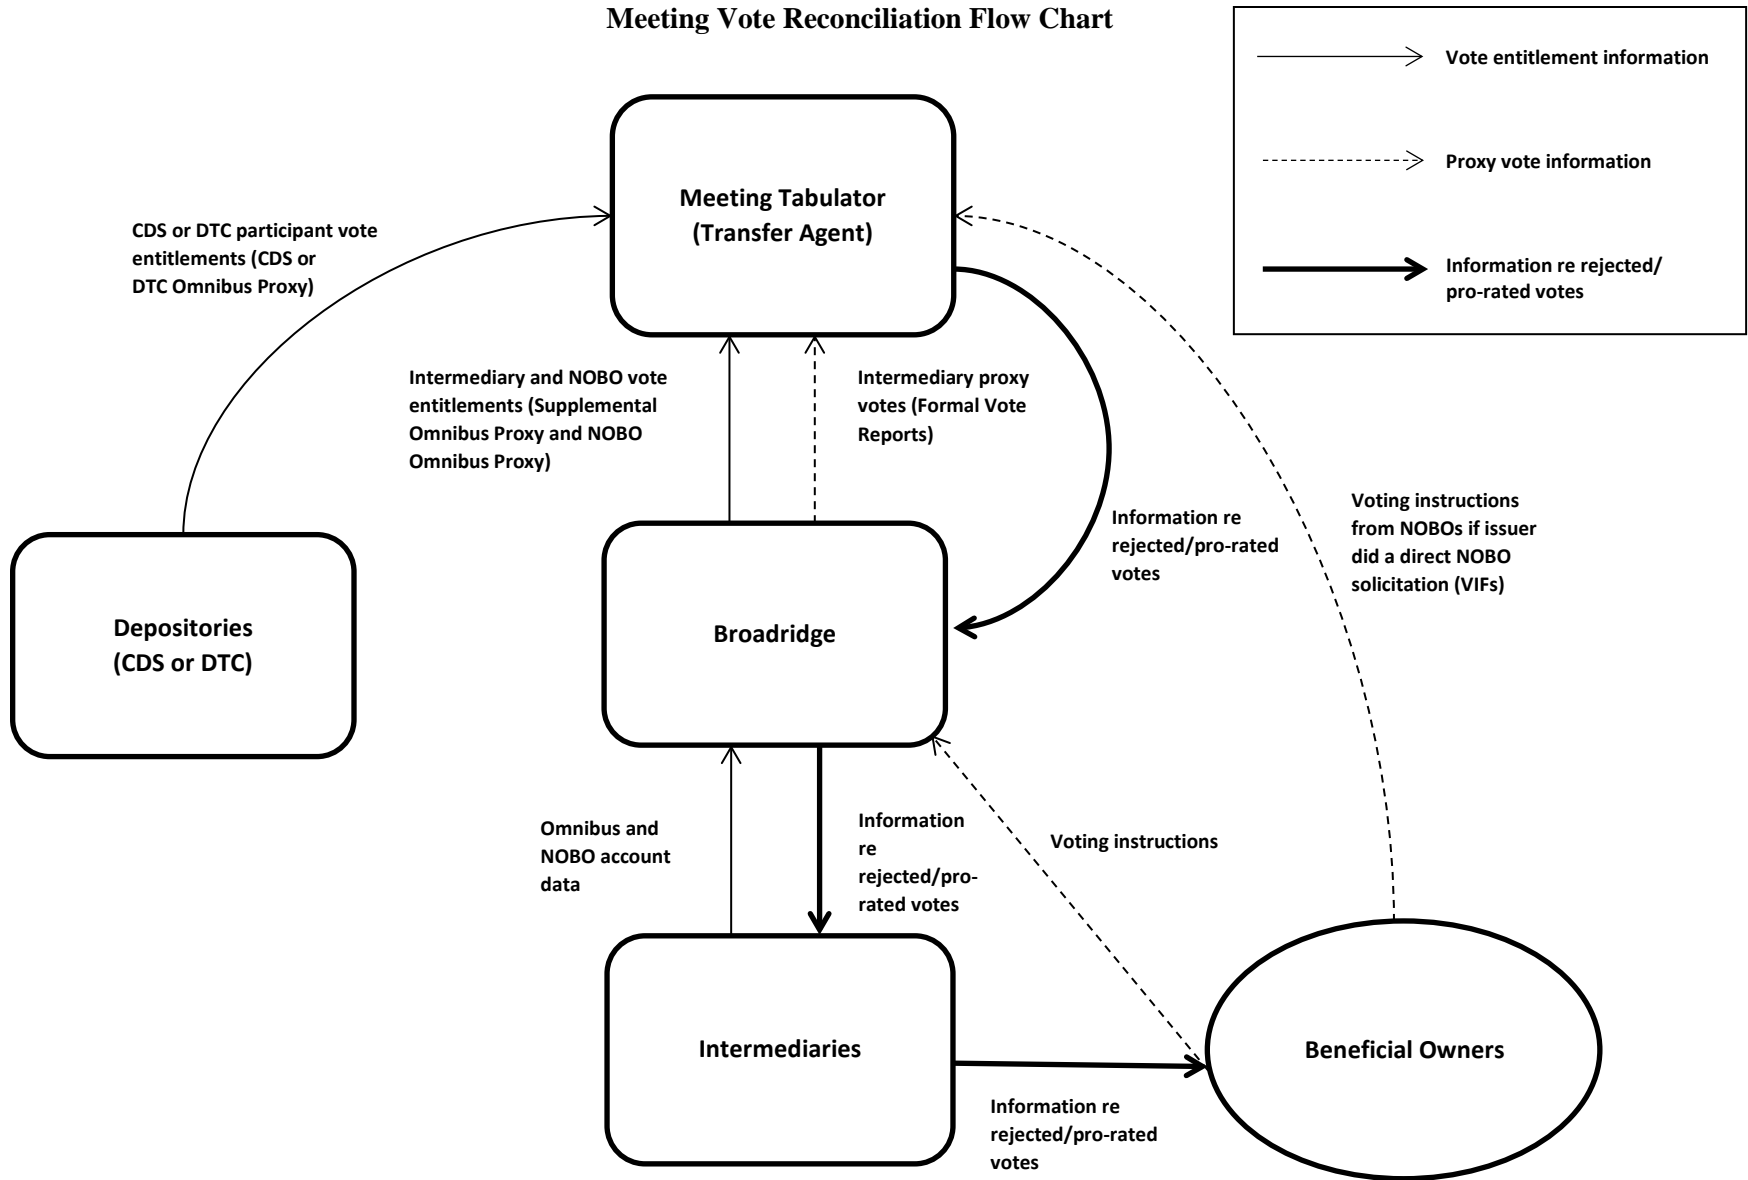 Meeting Vote Reconciliation Flow Chart
Vote entitlement information
Proxy vote information
Information re rejected/
pro-rated votes
Meeting Tabulator
(Transfer Agent)
CDS or DTC participant vote
entitlements (CDS or
DTC Omnibus Proxy)
Intermediary and NOBO vote
entitlements (Supplemental
Omnibus Proxy and NOBO
Omnibus Proxy)
Intermediary proxy
votes (Formal Vote
Reports)
Information re
rejected/pro-rated
votes
Voting instructions
from NOBOs if issuer
did a direct NOBO
solicitation (VIFs)
Depositories
(CDS or DTC)
Broadridge
Omnibus and
NOBO account
data
Information
re
rejected/pro-
rated votes
Voting instructions
Intermediaries
Beneficial Owners
Information re
rejected/pro-rated
votes